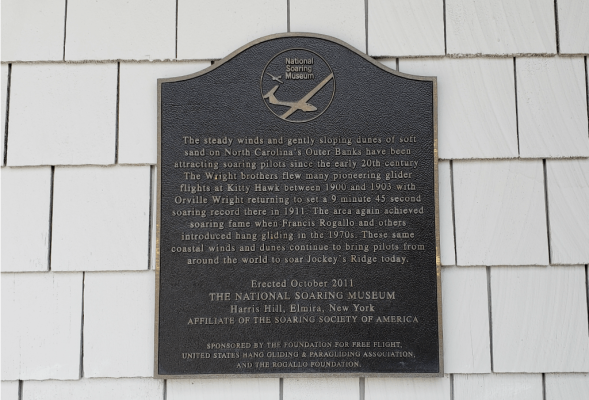 National
Soaring
Museum
The steady winds and gently sloping dunes of soft
sand on North Carolina's Outer Banks have been
attracting soaring pilots since the early 20th century
The Wright brothers flew many pioneering glider
flights at Kitty Hawk between 1900 and 1903 with
Orville Wright returning to set a 9 minute 45 second
soaring record there in 1911. The area again achieved
soaring fame when Francis Rogallo and others
introduced hang gliding in the 1970s. These same
coastal winds and dunes continue to bring pilots from
around the world to soar Jockey's Ridge today.
Erected October 2011
THE NATIONAL SOARING MUSEUM
Harris Hill, Elmira, New York
AFFILIATE OF THE SOARING SOCIETY OF AMERICA
SPONSORED BY THE FOUNDATION FOR FREE FLIGHT,
UNITED STATES HANG GLIDING & PARAGLIDING ASSOCIATION,
AND THE ROGALLO FOUNDATION.